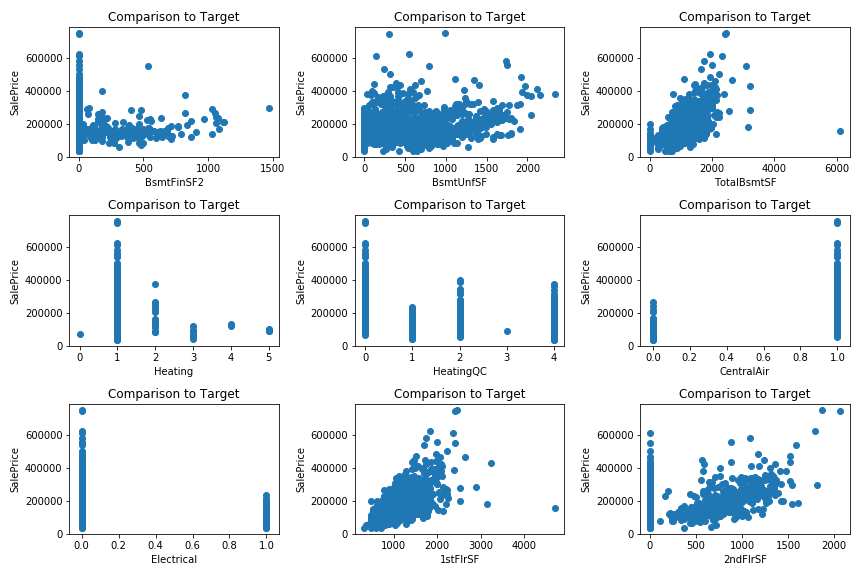 Comparison to Target Comparison to Target Comparison to Target
600000 600000 600000
400000 400000 400000
200000 200000 200000
0 0 0
SalePrice SalePrice SalePrice
0 500 1000 1500 0 500 1000 1500 2000 0 2000 4000 6000
BsmtFinSF2 BsmtUnfSF TotalBsmtSF
Comparison to Target Comparison to Target Comparison to Target
600000 600000 600000
400000 400000 400000
200000 200000 200000
0 0 0
SalePrice SalePrice SalePrice
0 1 2 3 4 5 0 1 2 3 4 0.0 0.2 0.4 0.6 0.8 1.0
Heating HeatingQC CentralAir
Comparison to Target Comparison to Target Comparison to Target
600000 600000 600000
400000 400000 400000
200000 200000 200000
0 0 0
SalePrice SalePrice SalePrice
0.0 0.2 0.4 0.6 0.8 1.0 1000 2000 3000 4000 0 500 1000 1500 2000
Electrical 1stFlrSF 2ndFlrSF